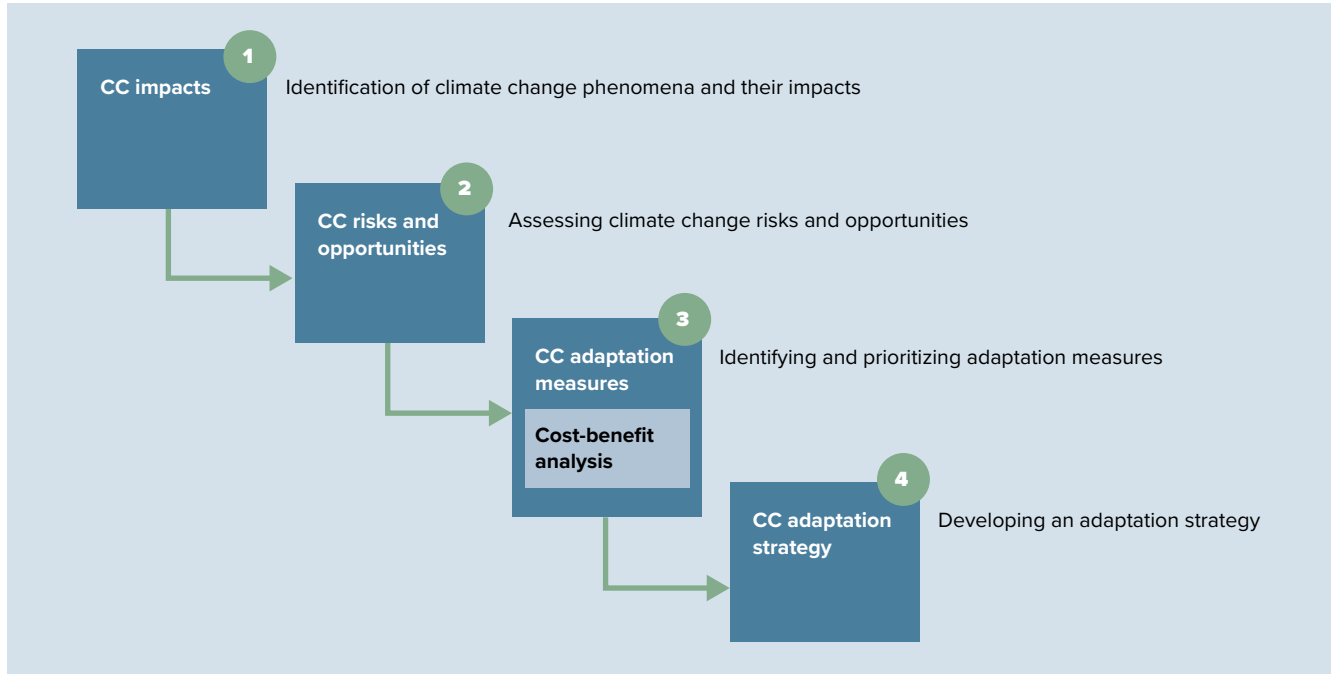 1
CC impacts
Identification of climate change phenomena and their impacts
2
CC risks and
opportunities
Assessing climate change risks and opportunities
3
CC adaptation
measures
Identifying and prioritizing adaptation measures
Cost-benefit
analysis
4
CC adaptation
strategy
Developing an adaptation strategy